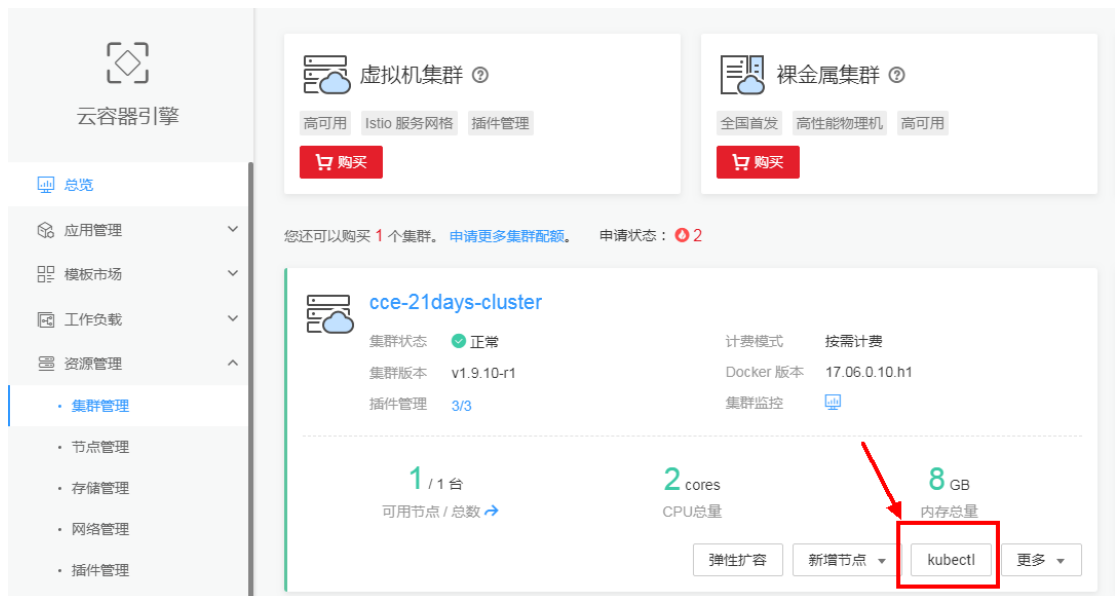 云容器引擎
总览
应用管理
模板市场
工作负载
资源管理
· 集群管理
· 节点管理
· 存储管理
· 网络管理
· 插件管理
虚拟机集群 ?
高可用 Istio 服务网格 插件管理
购买
裸金属集群 ?
全国首发 高性能物理机 高可用
购买
您还可以购买 1 个集群。 申请更多集群配额。 申请状态： 2
cce-21days-cluster
集群状态 正常 计费模式 按需计费
集群版本 v1.9.10-r1 Docker 版本 17.06.0.10.h1
插件管理 3/3 集群监控
1 / 1 台 2 cores 8 GB
可用节点 / 总数 CPU总量 内存总量
弹性扩容 新增节点 kubectl 更多